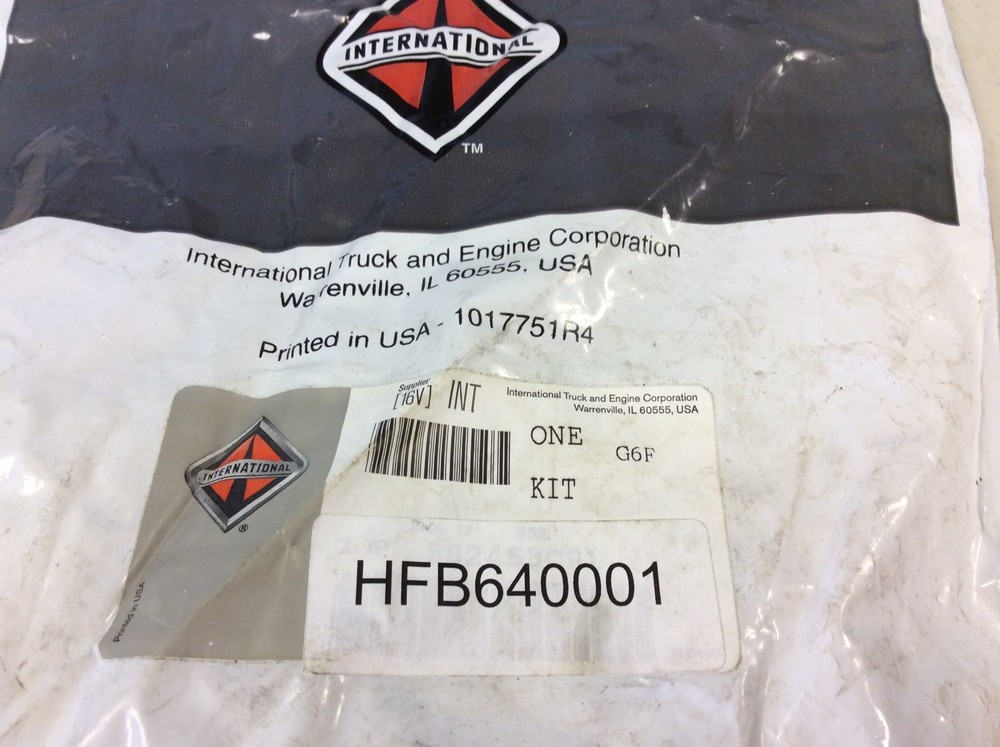 INTERNATIONAL
TM
International Truck and Engine Corporation
Warrenville, IL 60555, USA
Printed in USA - 1017751R4
Supplier
[16V] INT
International Truck and Engine Corporation
Warrenville, IL 60555, USA
ONE
G6F
KIT
INTERNATIONAL
®
HFB640001
Printed in USA